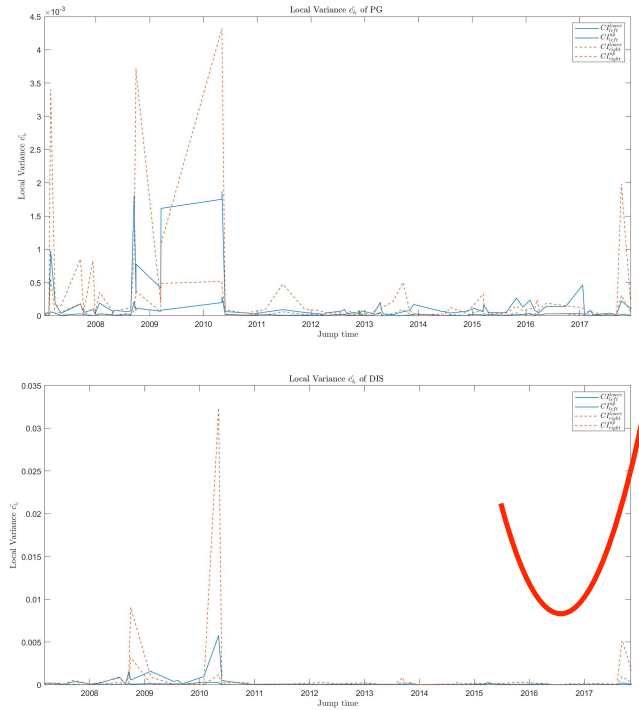 Local Variance ĉ_{t_i} of PG
×10⁻³
4.5
4
3.5
3
2.5
2
1.5
1
0.5
0
Local Variance ĉ_{t_i}
CI^{lower}_{left}
CI^{up}_{left}
CI^{lower}_{right}
CI^{up}_{right}
2008 2009 2010 2011 2012 2013 2014 2015 2016 2017
Jump time
Local Variance ĉ_{t_i} of DIS
0.035
0.03
0.025
0.02
0.015
0.01
0.005
0
Local Variance ĉ_{t_i}
CI^{lower}_{left}
CI^{up}_{left}
CI^{lower}_{right}
CI^{up}_{right}
2008 2009 2010 2011 2012 2013 2014 2015 2016 2017
Jump time